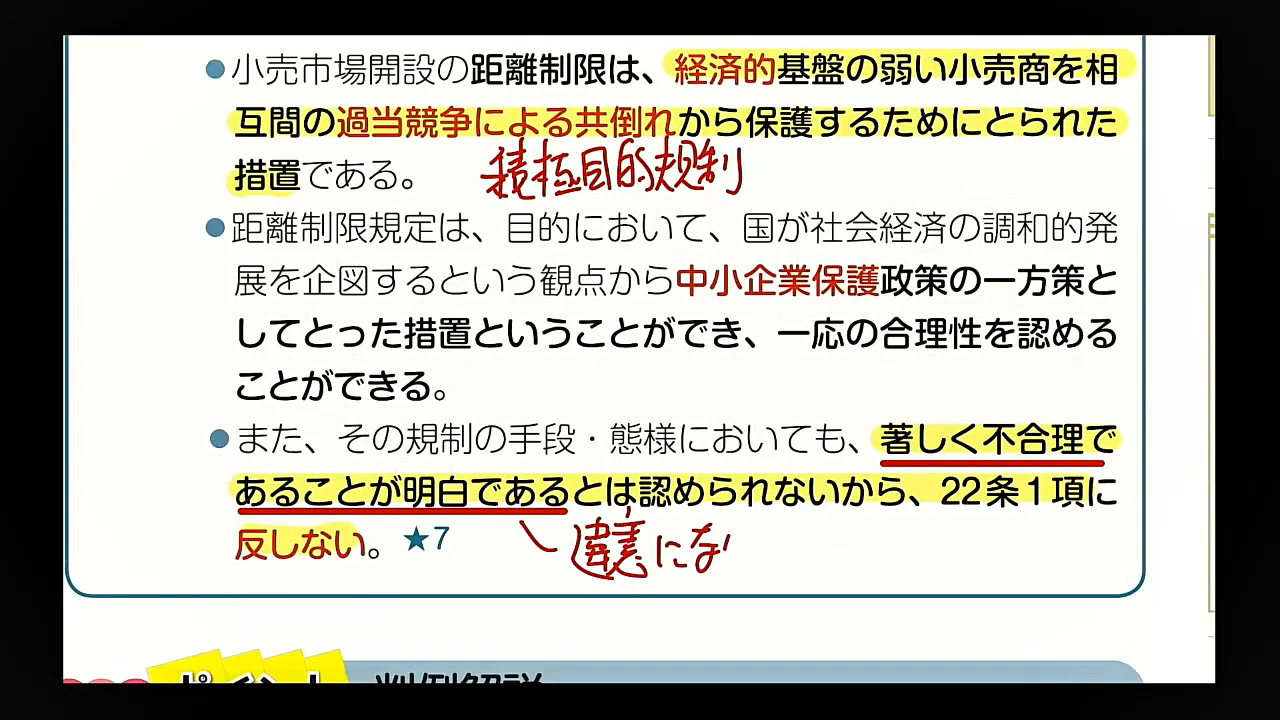 ●小売市場開設の距離制限は、経済的基盤の弱い小売商を相
互間の過当競争による共倒れから保護するためにとられた
措置である。 積極目的規制
●距離制限規定は、目的において、国が社会経済の調和的発
展を企図するという観点から中小企業保護政策の一方策と
してとった措置ということができ、一応の合理性を認める
ことができる。
●また、その規制の手段・態様においても、著しく不合理で
あることが明白であるとは認められないから、22条1項に
反しない。★7 違憲にな
ポイント 判例解説